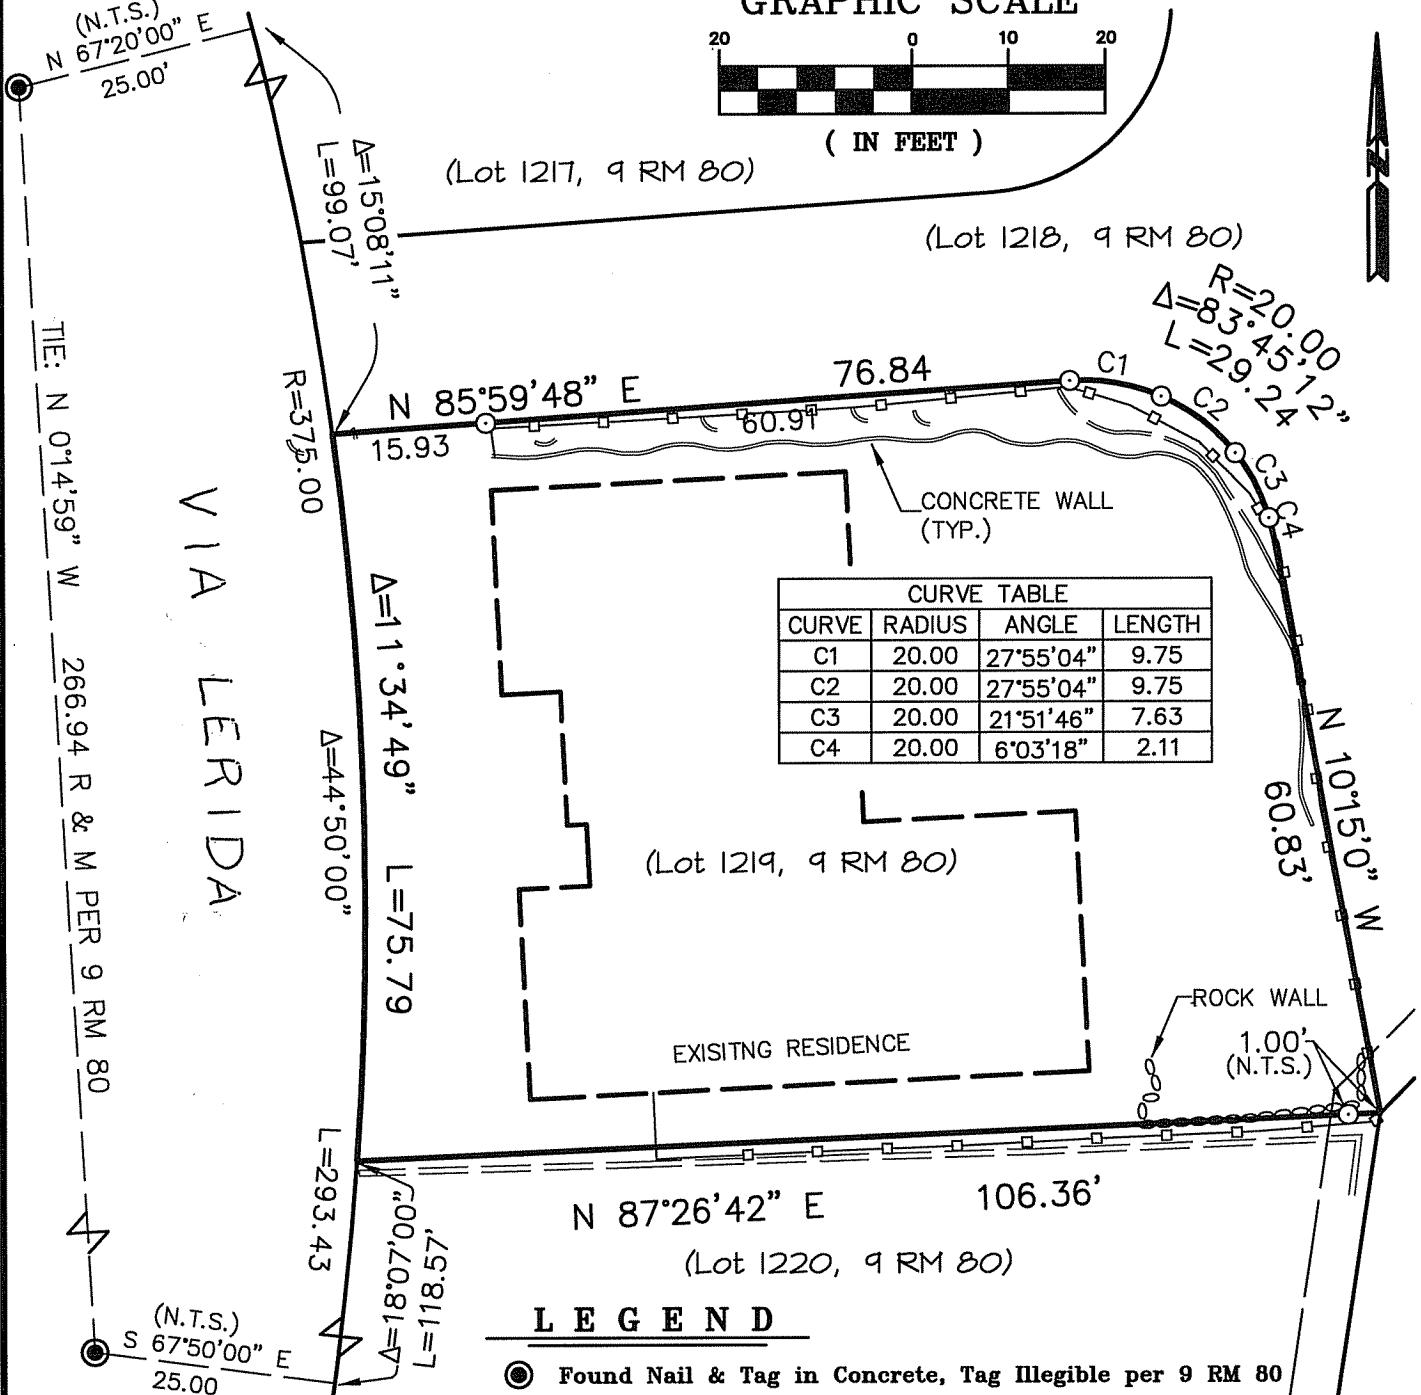 GRAPHIC SCALE
20 0 10 20
( IN FEET )
(N.T.S.)
N 67°20'00" E
25.00'
Δ=15°08'11"
L=99.07'
(Lot 1217, 9 RM 80)
(Lot 1218, 9 RM 80)
N
R=20.00
Δ=83°45'12"
L=29.24
TIE: N 0°14'59" W 266.94 R & M PER 9 RM 80
R=375.00
N 85°59'48" E
76.84
15.93
60.91
C1
C2
C3
C4
VIA LERIDA
CONCRETE WALL
(TYP.)
CURVE TABLE
CURVE RADIUS ANGLE LENGTH
C1 20.00 27°55'04" 9.75
C2 20.00 27°55'04" 9.75
C3 20.00 21°51'46" 7.63
C4 20.00 6°03'18" 2.11
Δ=11°34'49" L=75.79
Δ=44°50'00"
L=293.43
N 10°15'0" W
60.83'
(Lot 1219, 9 RM 80)
ROCK WALL
1.00'
(N.T.S.)
EXISITNG RESIDENCE
N 87°26'42" E
106.36'
Δ=18°07'00"
L=118.57'
(Lot 1220, 9 RM 80)
(N.T.S.)
S 67°50'00" E
25.00
LEGEND
Found Nail & Tag in Concrete, Tag Illegible per 9 RM 80